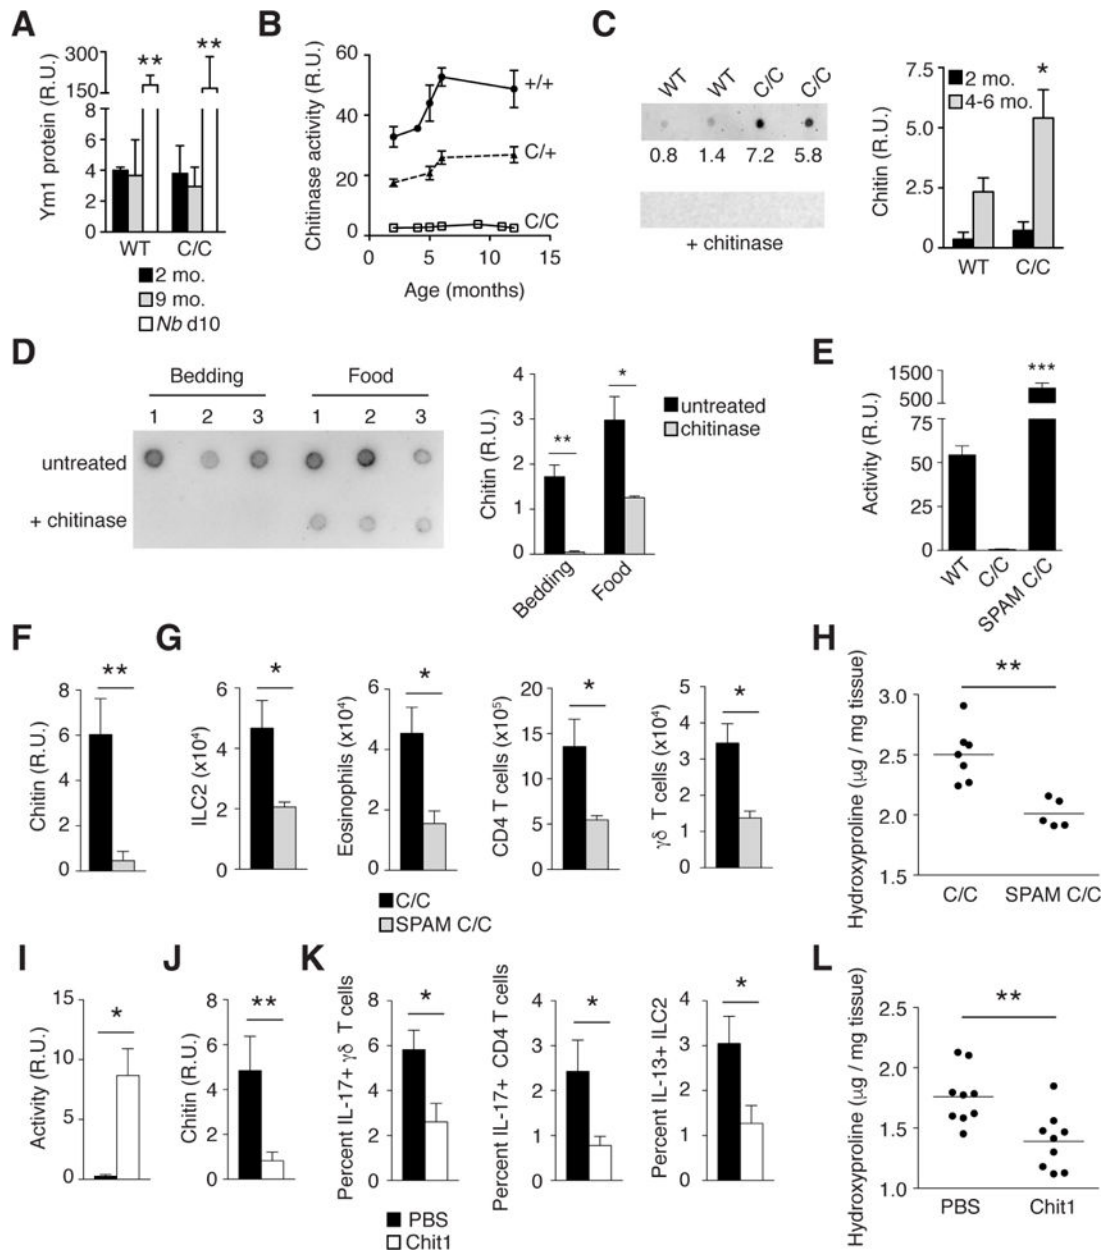 A
Ym1 protein (R.U.)
300
150
8
6
4
2
0
**
**
WT
C/C
2 mo.
9 mo.
Nb d10
B
Chitinase activity (R.U.)
60
40
20
0
+/+
C/+
C/C
0
5
10
15
Age (months)
C
WT
WT
C/C
C/C
0.8
1.4
7.2
5.8
+ chitinase
Chitin (R.U.)
7.5
5.0
2.5
0
2 mo.
4-6 mo.
*
WT
C/C
D
Bedding
Food
1
2
3
1
2
3
untreated
+ chitinase
Chitin (R.U.)
4
3
2
1
0
**
*
untreated
chitinase
Bedding
Food
E
Activity (R.U.)
1500
500
75
50
25
0
***
WT
C/C
SPAM C/C
F
Chitin (R.U.)
8
6
4
2
0
**
G
ILC2 (x10⁴)
6
4
2
0
*
Eosinophils (x10⁴)
6
4
2
0
*
CD4 T cells (x10⁵)
20
15
10
5
0
*
γδ T cells (x10⁴)
5
4
3
2
1
0
*
C/C
SPAM C/C
H
Hydroxyproline (μg / mg tissue)
3.0
2.5
2.0
1.5
**
C/C
SPAM C/C
I
Activity (R.U.)
15
10
5
0
*
J
Chitin (R.U.)
8
6
4
2
0
**
K
Percent IL-17+ γδ T cells
8
6
4
2
0
*
Percent IL-17+ CD4 T cells
4
3
2
1
0
*
Percent IL-13+ ILC2
4
3
2
1
0
*
PBS
Chit1
L
Hydroxyproline (μg / mg tissue)
2.5
2.0
1.5
1.0
**
PBS
Chit1